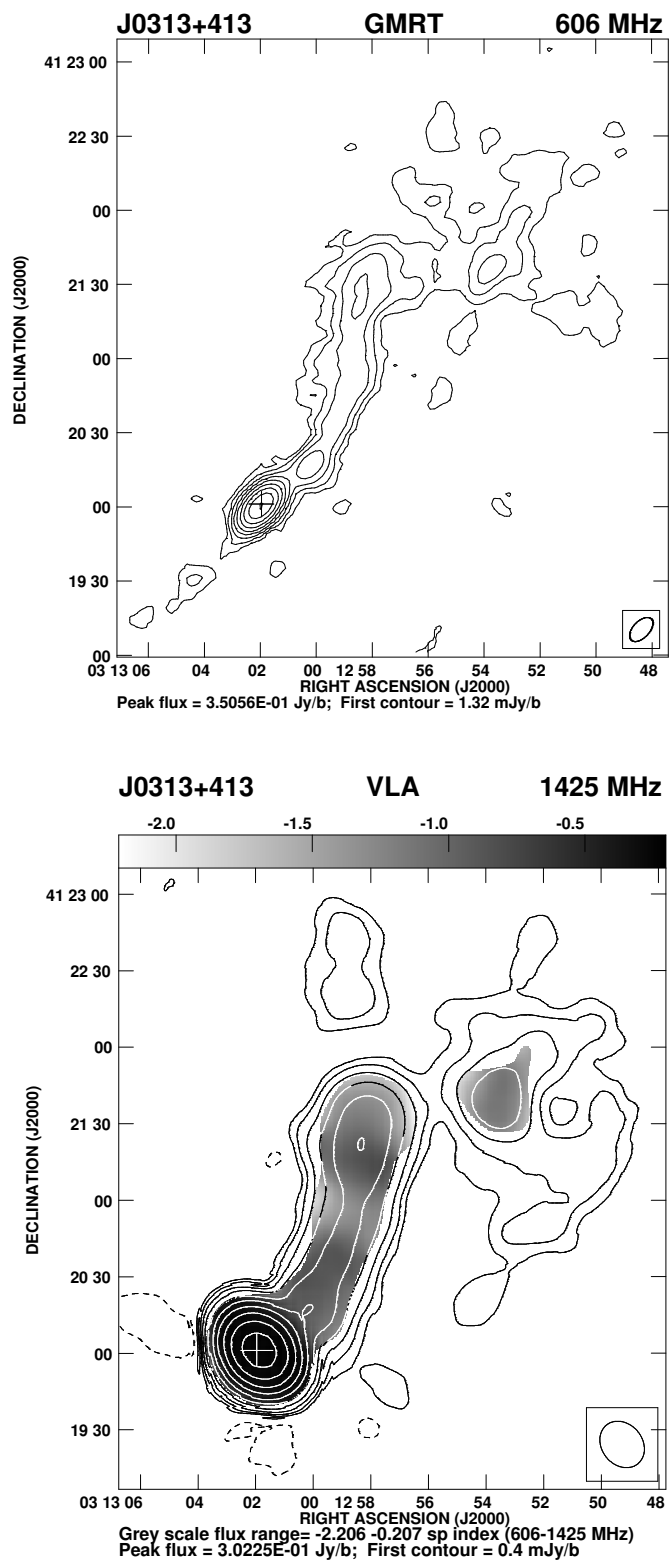 J0313+413 GMRT 606 MHz
41 23 00
22 30
00
21 30
00
20 30
00
19 30
00
DECLINATION (J2000)
03 13 06 04 02 00 12 58 56 54 52 50 48
RIGHT ASCENSION (J2000)
Peak flux = 3.5056E-01 Jy/b; First contour = 1.32 mJy/b
J0313+413 VLA 1425 MHz
-2.0 -1.5 -1.0 -0.5
41 23 00
22 30
00
21 30
00
20 30
00
19 30
DECLINATION (J2000)
03 13 06 04 02 00 12 58 56 54 52 50 48
RIGHT ASCENSION (J2000)
Grey scale flux range= -2.206 -0.207 sp index (606-1425 MHz)
Peak flux = 3.0225E-01 Jy/b; First contour = 0.4 mJy/b